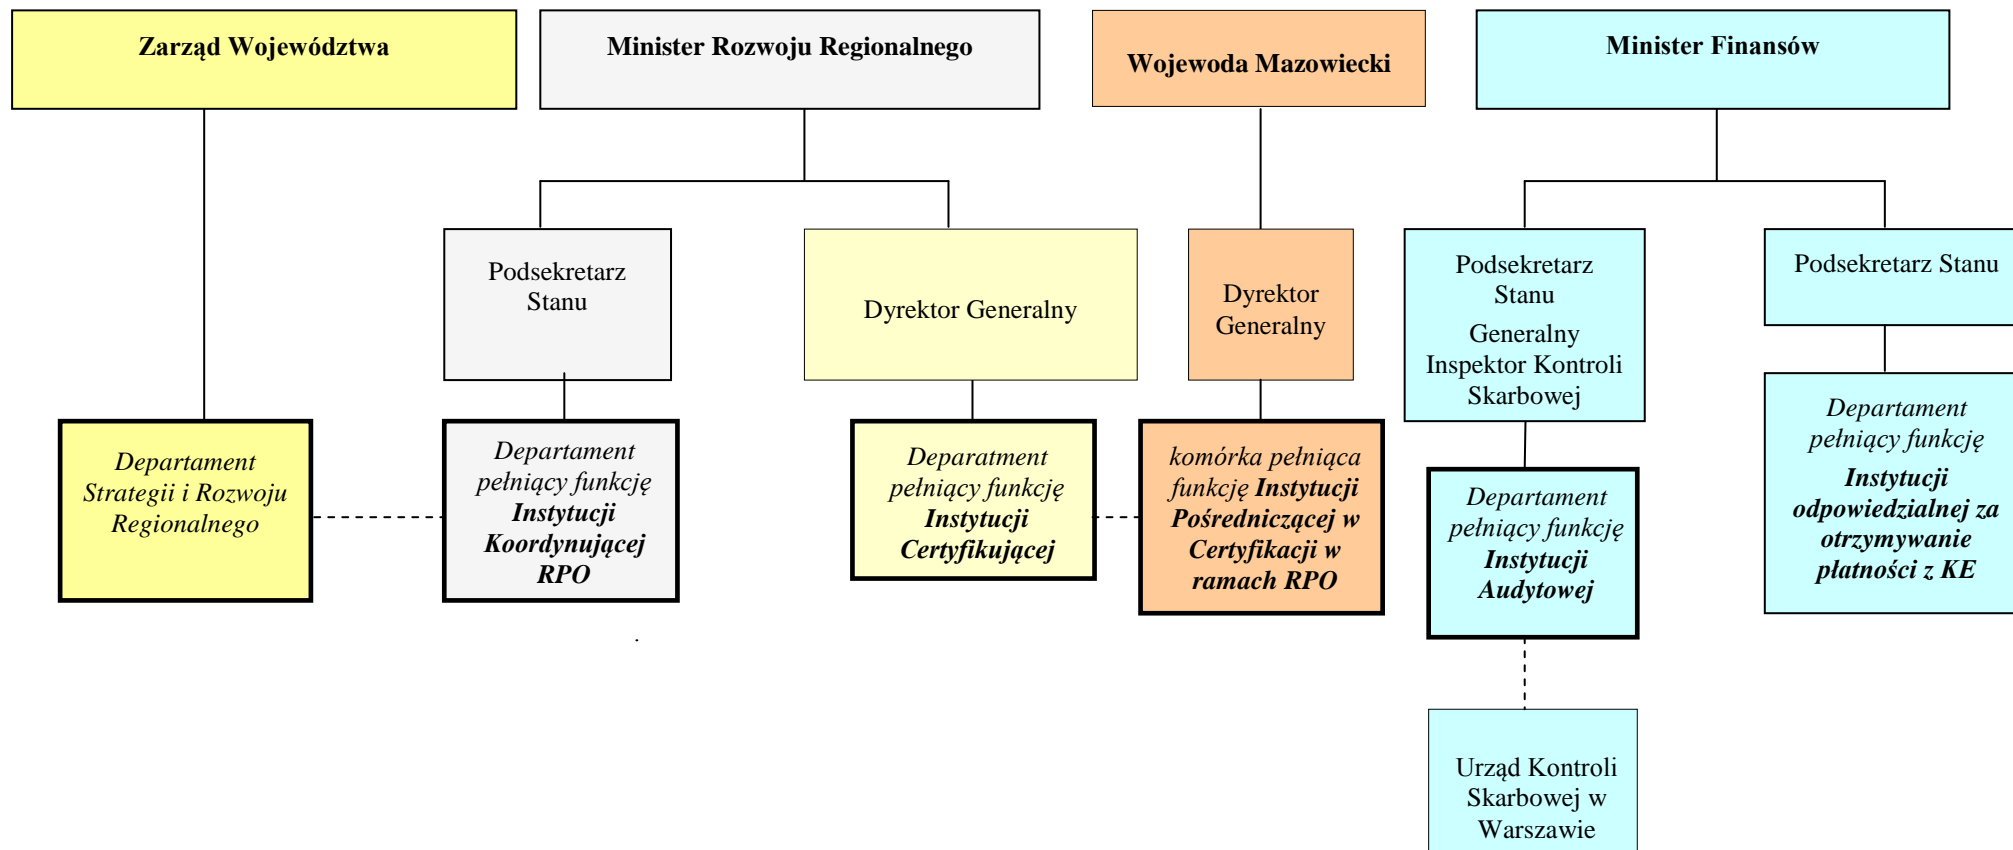 Zarząd Województwa
Minister Rozwoju Regionalnego
Wojewoda Mazowiecki
Minister Finansów
Podsekretarz
Stanu
Dyrektor Generalny
Dyrektor
Generalny
Podsekretarz
Stanu
Generalny
Inspektor Kontroli
Skarbowej
Podsekretarz Stanu
Departament
Strategii i Rozwoju
Regionalnego
Departament
pełniący funkcję
Instytucji
Koordynującej
RPO
Deparatment
pełniący funkcję
Instytucji
Certyfikującej
komórka pełniąca
funkcję Instytucji
Pośredniczącej w
Certyfikacji w
ramach RPO
Departament
pełniący funkcję
Instytucji
Audytowej
Departament
pełniący funkcję
Instytucji
odpowiedzialnej za
otrzymywanie
płatności z KE
.
Urząd Kontroli
Skarbowej w
Warszawie